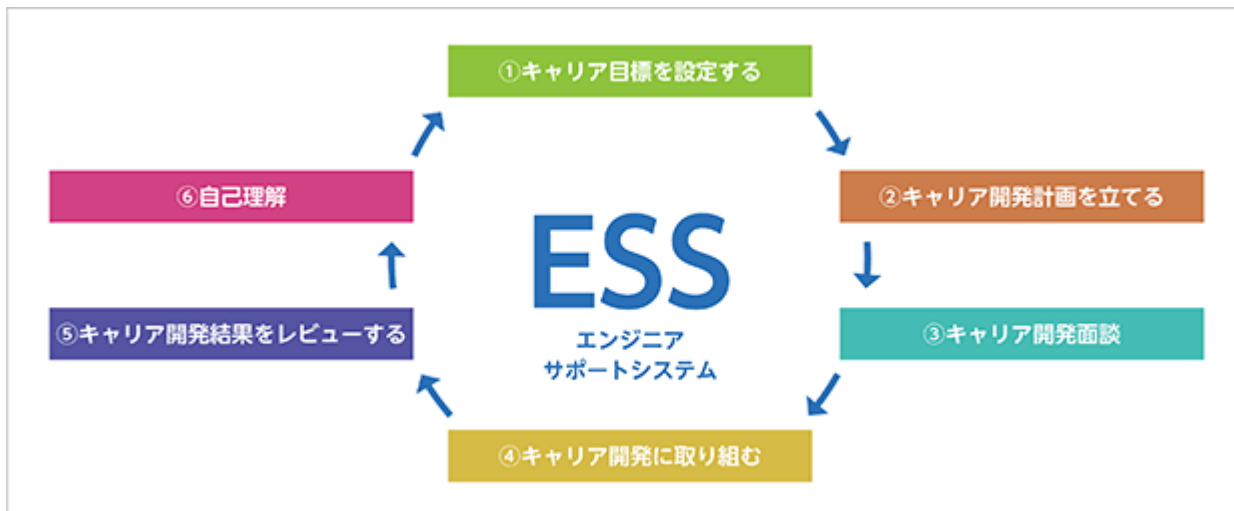 ①キャリア目標を設定する
⑥自己理解
②キャリア開発計画を立てる
ESS
エンジニア
サポートシステム
⑤キャリア開発結果をレビューする
③キャリア開発面談
④キャリア開発に取り組む